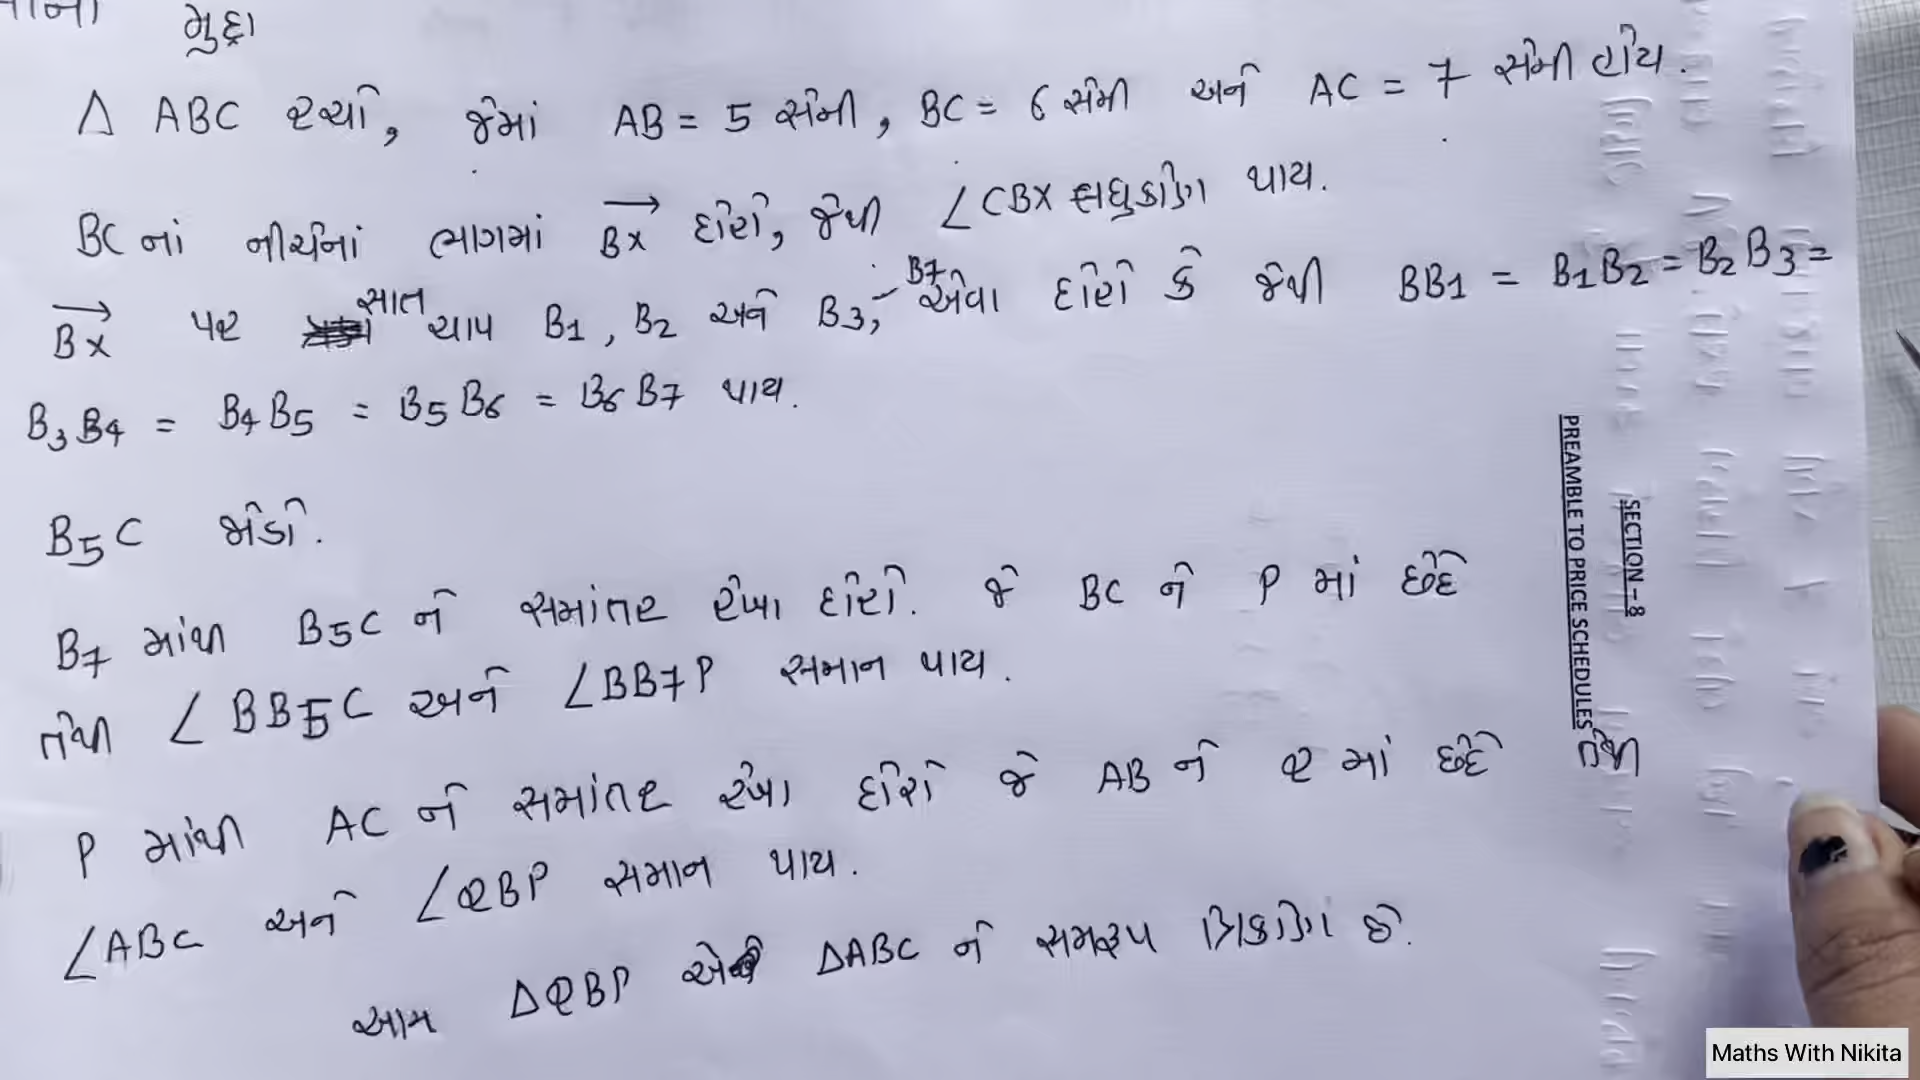 મુદ્દા
Δ ABC રચો, જેમાં AB = 5 સેમી, BC = 6 સેમી અને AC = 7 સેમી હોય.
BC નાં નીચેનાં ભાગમાં BX દોરો, જેથી ∠CBX લઘુકોણ થાય.
BX પર સાત ચાપ B1, B2 અને B3, – B7 એવા દોરો કે જેથી BB1 = B1B2 = B2B3 =
B3B4 = B4B5 = B5B6 = B6B7 થાય.
B5C જોડો.
B7 માંથી B5C ને સમાંતર રેખા દોરો. જે BC ને P માં છેદે
તેથી ∠BB5C અને ∠BB7P સમાન થાય.
P માંથી AC ને સમાંતર રેખા દોરો જે AB ને Q માં છેદે તેથી
∠ABC અને ∠QBP સમાન થાય.
આમ ΔQBP એ ΔABC ને સમરૂપ ત્રિકોણ છે.
SECTION – 8
PREAMBLE TO PRICE SCHEDULES
Maths With Nikita